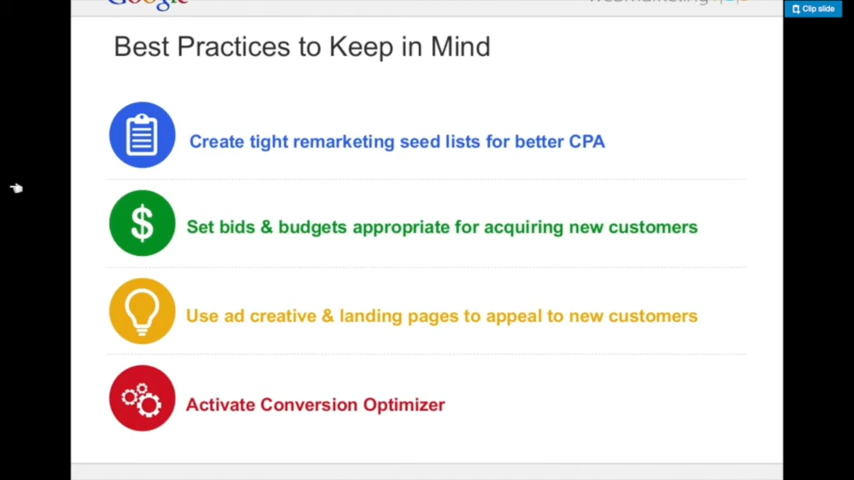 Google
Clip slide
Best Practices to Keep in Mind
Create tight remarketing seed lists for better CPA
$
Set bids & budgets appropriate for acquiring new customers
Use ad creative & landing pages to appeal to new customers
Activate Conversion Optimizer